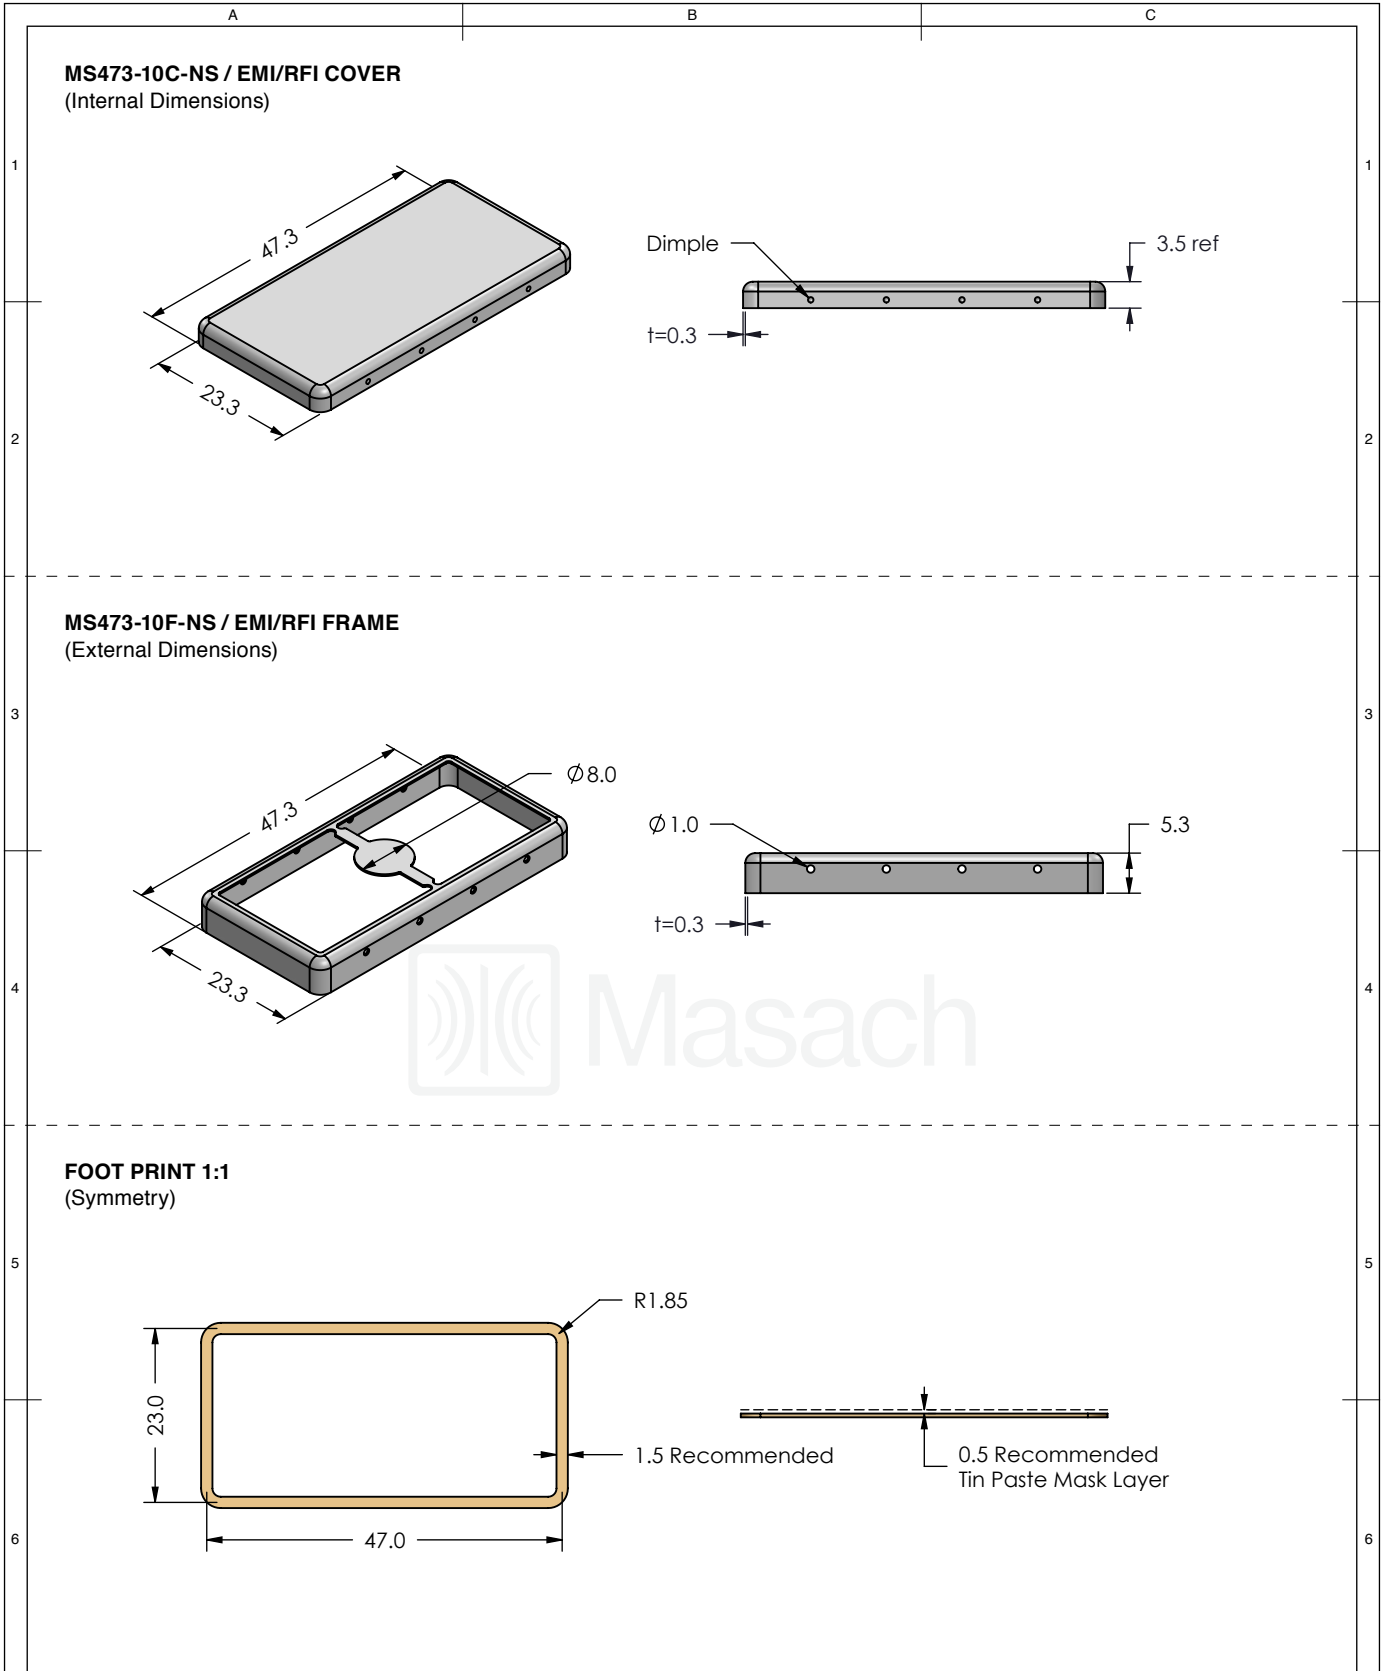 A B C
MS473-10C-NS / EMI/RFI COVER
(Internal Dimensions)
1 1
47.3
23.3
Dimple
3.5 ref
t=0.3
2 2
MS473-10F-NS / EMI/RFI FRAME
(External Dimensions)
3 3
47.3
Ø8.0
23.3
Ø1.0
5.3
t=0.3
Masach
4 4
FOOT PRINT 1:1
(Symmetry)
5 5
R1.85
23.0
1.5 Recommended
0.5 Recommended
Tin Paste Mask Layer
47.0
6 6